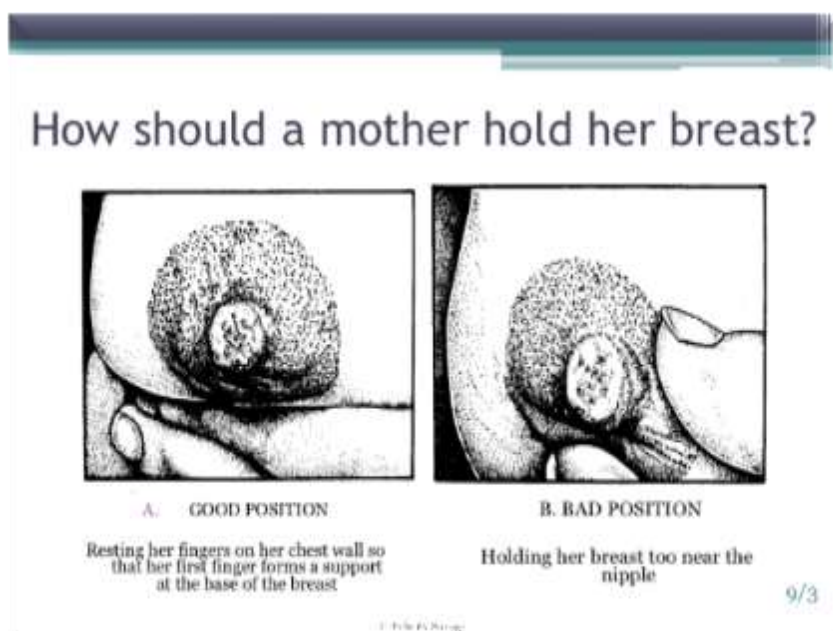 How should a mother hold her breast?
A. GOOD POSITION
Resting her fingers on her chest wall so
that her first finger forms a support
at the base of the breast
B. BAD POSITION
Holding her breast too near the
nipple
9/3